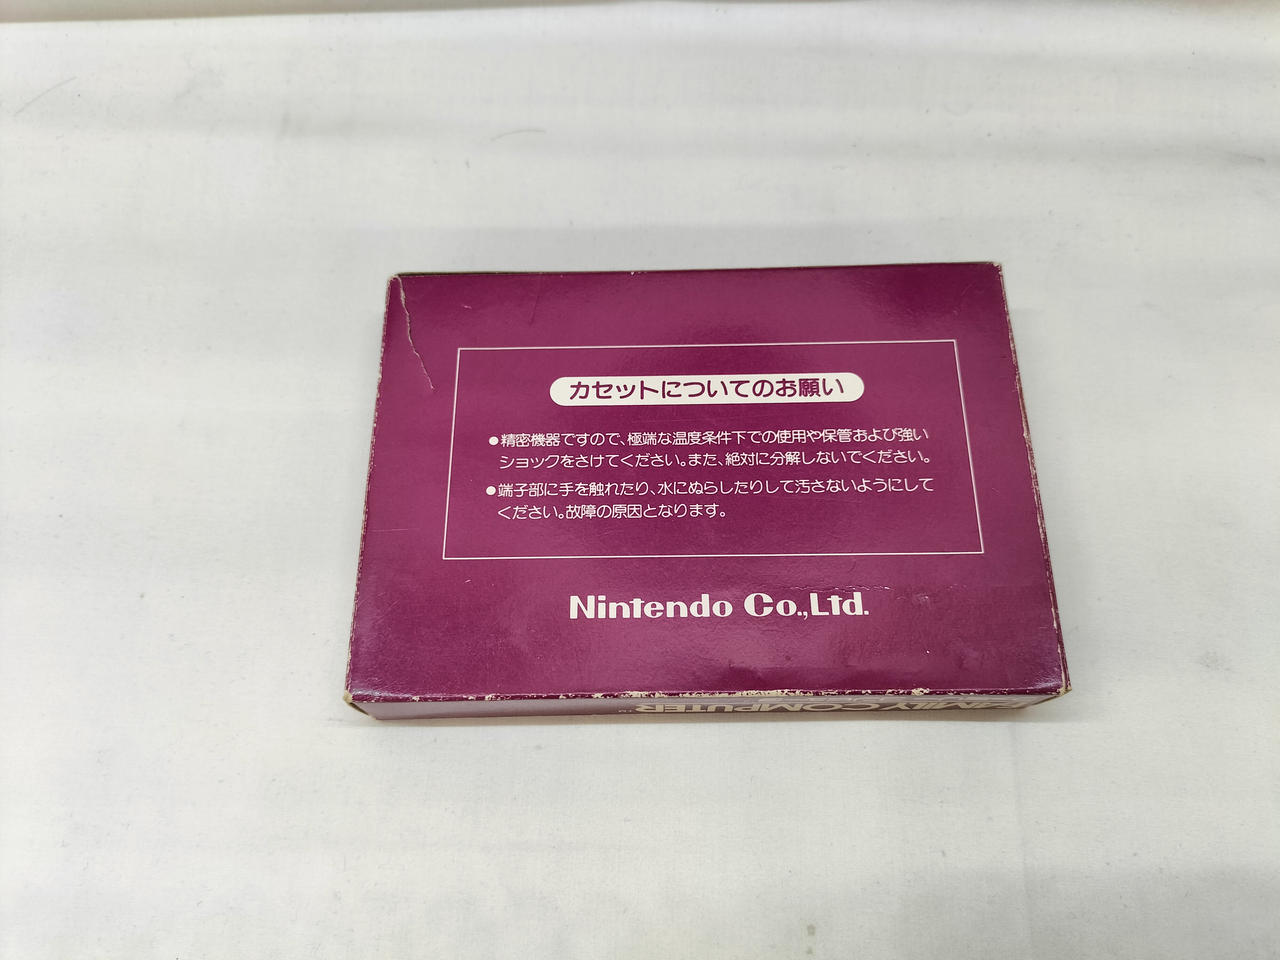 カセットについてのお願い
●精密機器ですので、極端な温度条件下での使用や保管および強い
ショックをさけてください。また、絶対に分解しないでください。
●端子部に手を触れたり、水にぬらしたりして汚さないようにして
ください。故障の原因となります。
Nintendo Co.,Ltd.
FAMILY COMPUTER™